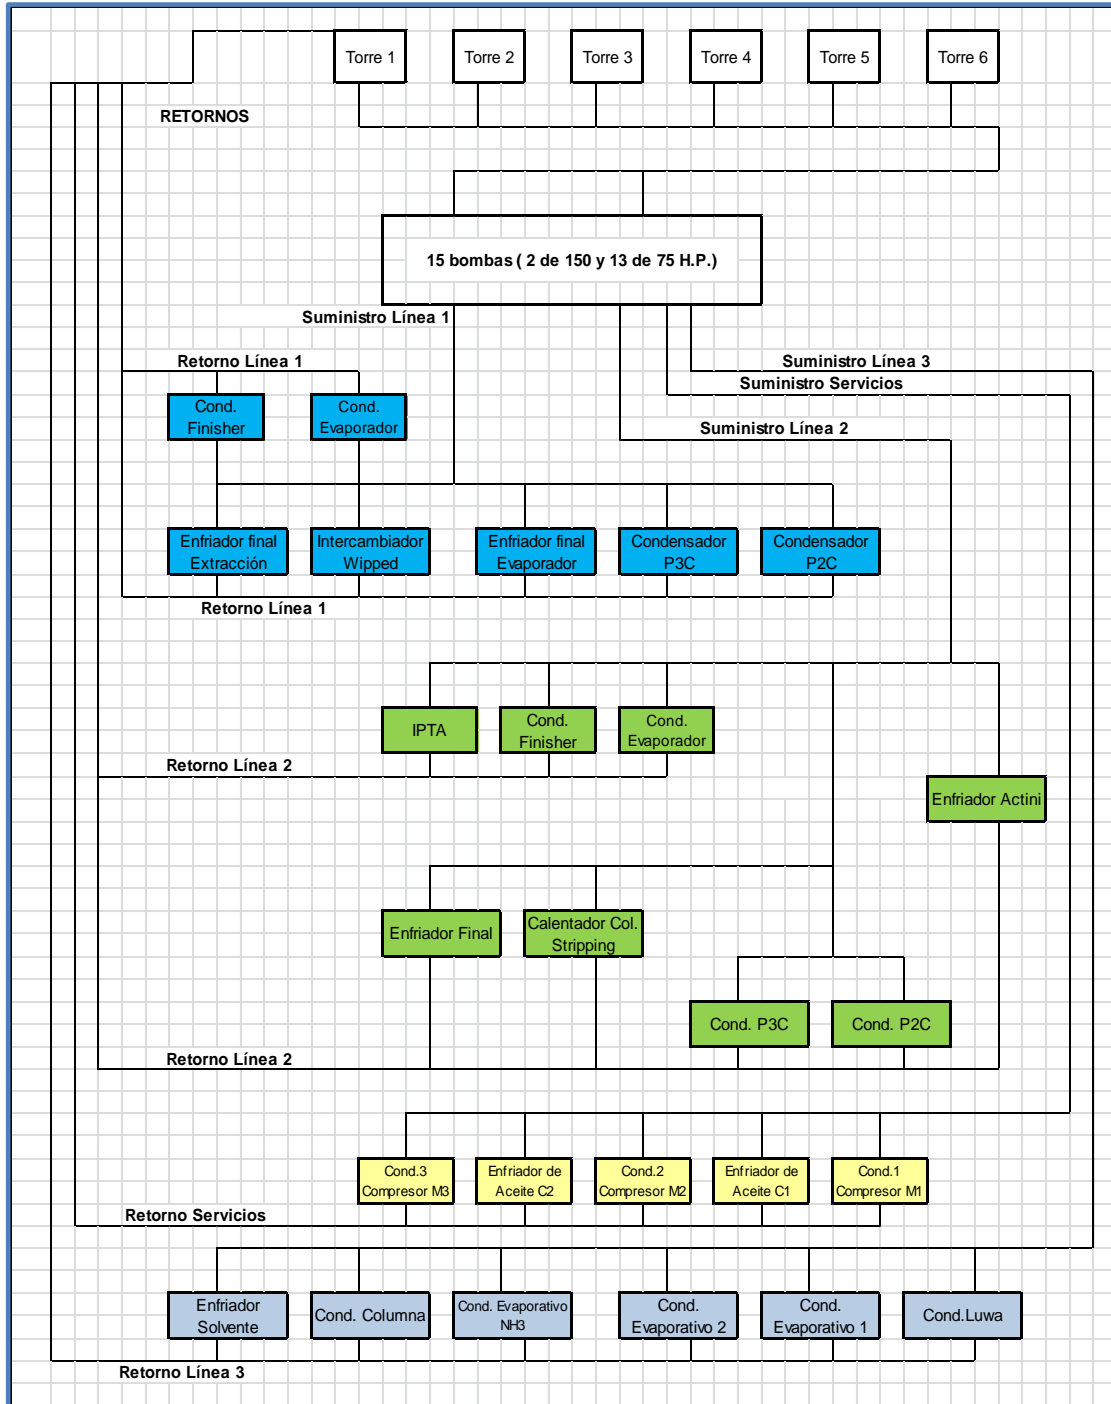 Torre 1
Torre 2
Torre 3
Torre 4
Torre 5
Torre 6
RETORNOS
15 bombas ( 2 de 150 y 13 de 75 H.P.)
Suministro Línea 1
Retorno Línea 1
Suministro Línea 3
Suministro Servicios
Suministro Línea 2
Cond.
Finisher
Cond.
Evaporador
Enfriador final
Extracción
Intercambiador
Wipped
Enfriador final
Evaporador
Condensador
P3C
Condensador
P2C
Retorno Línea 1
IPTA
Cond.
Finisher
Cond.
Evaporador
Retorno Línea 2
Enfriador Actini
Enfriador Final
Calentador Col.
Stripping
Cond. P3C
Cond. P2C
Retorno Línea 2
Cond.3
Compresor M3
Enfriador de
Aceite C2
Cond.2
Compresor M2
Enfriador de
Aceite C1
Cond.1
Compresor M1
Retorno Servicios
Enfriador
Solvente
Cond. Columna
Cond. Evaporativo
NH3
Cond.
Evaporativo 2
Cond.
Evaporativo 1
Cond.Luwa
Retorno Línea 3